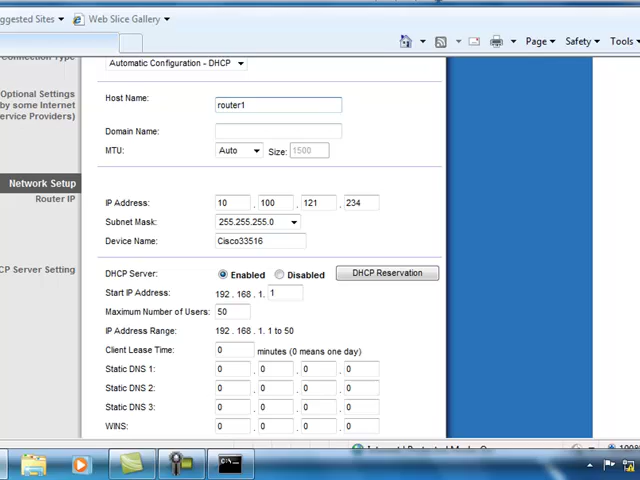 ggested Sites
Web Slice Gallery
Page
Safety
Tools
onnection Type
Automatic Configuration - DHCP
Optional Settings
by some Internet
ervice Providers)
Host Name:
router1
Domain Name:
MTU:
Auto
Size:
1500
Network Setup
Router IP
IP Address:
10 . 100 . 121 . 234
Subnet Mask:
255.255.255.0
Device Name:
Cisco33516
CP Server Setting
DHCP Server:
Enabled
Disabled
DHCP Reservation
Start IP Address:
192 . 168 . 1. 1
Maximum Number of Users:
50
IP Address Range:
192 . 168 . 1. 1 to 50
Client Lease Time:
0
minutes (0 means one day)
Static DNS 1:
0 . 0 . 0 . 0
Static DNS 2:
0 . 0 . 0 . 0
Static DNS 3:
0 . 0 . 0 . 0
WINS:
0 . 0 . 0 . 0